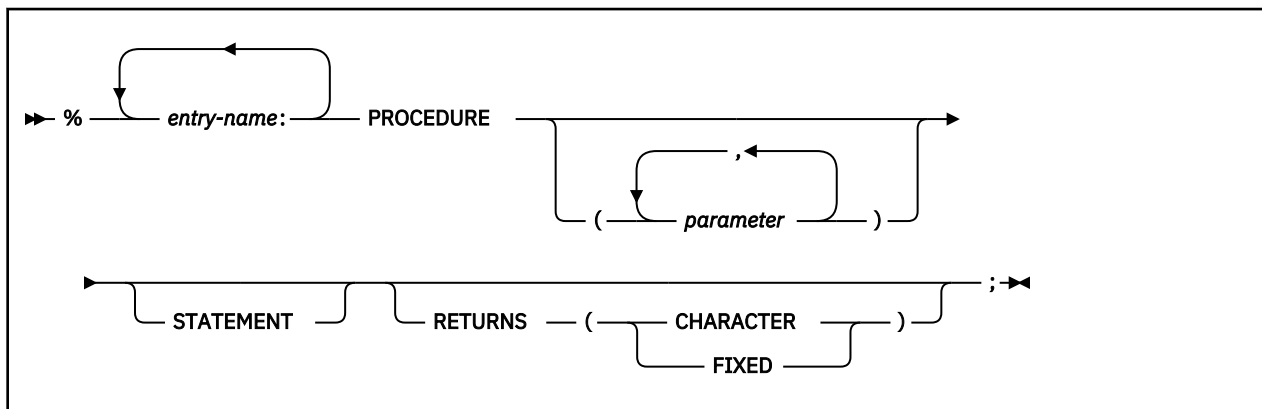 % entry-name: PROCEDURE
,
( parameter )
STATEMENT RETURNS ( CHARACTER ) ;
FIXED